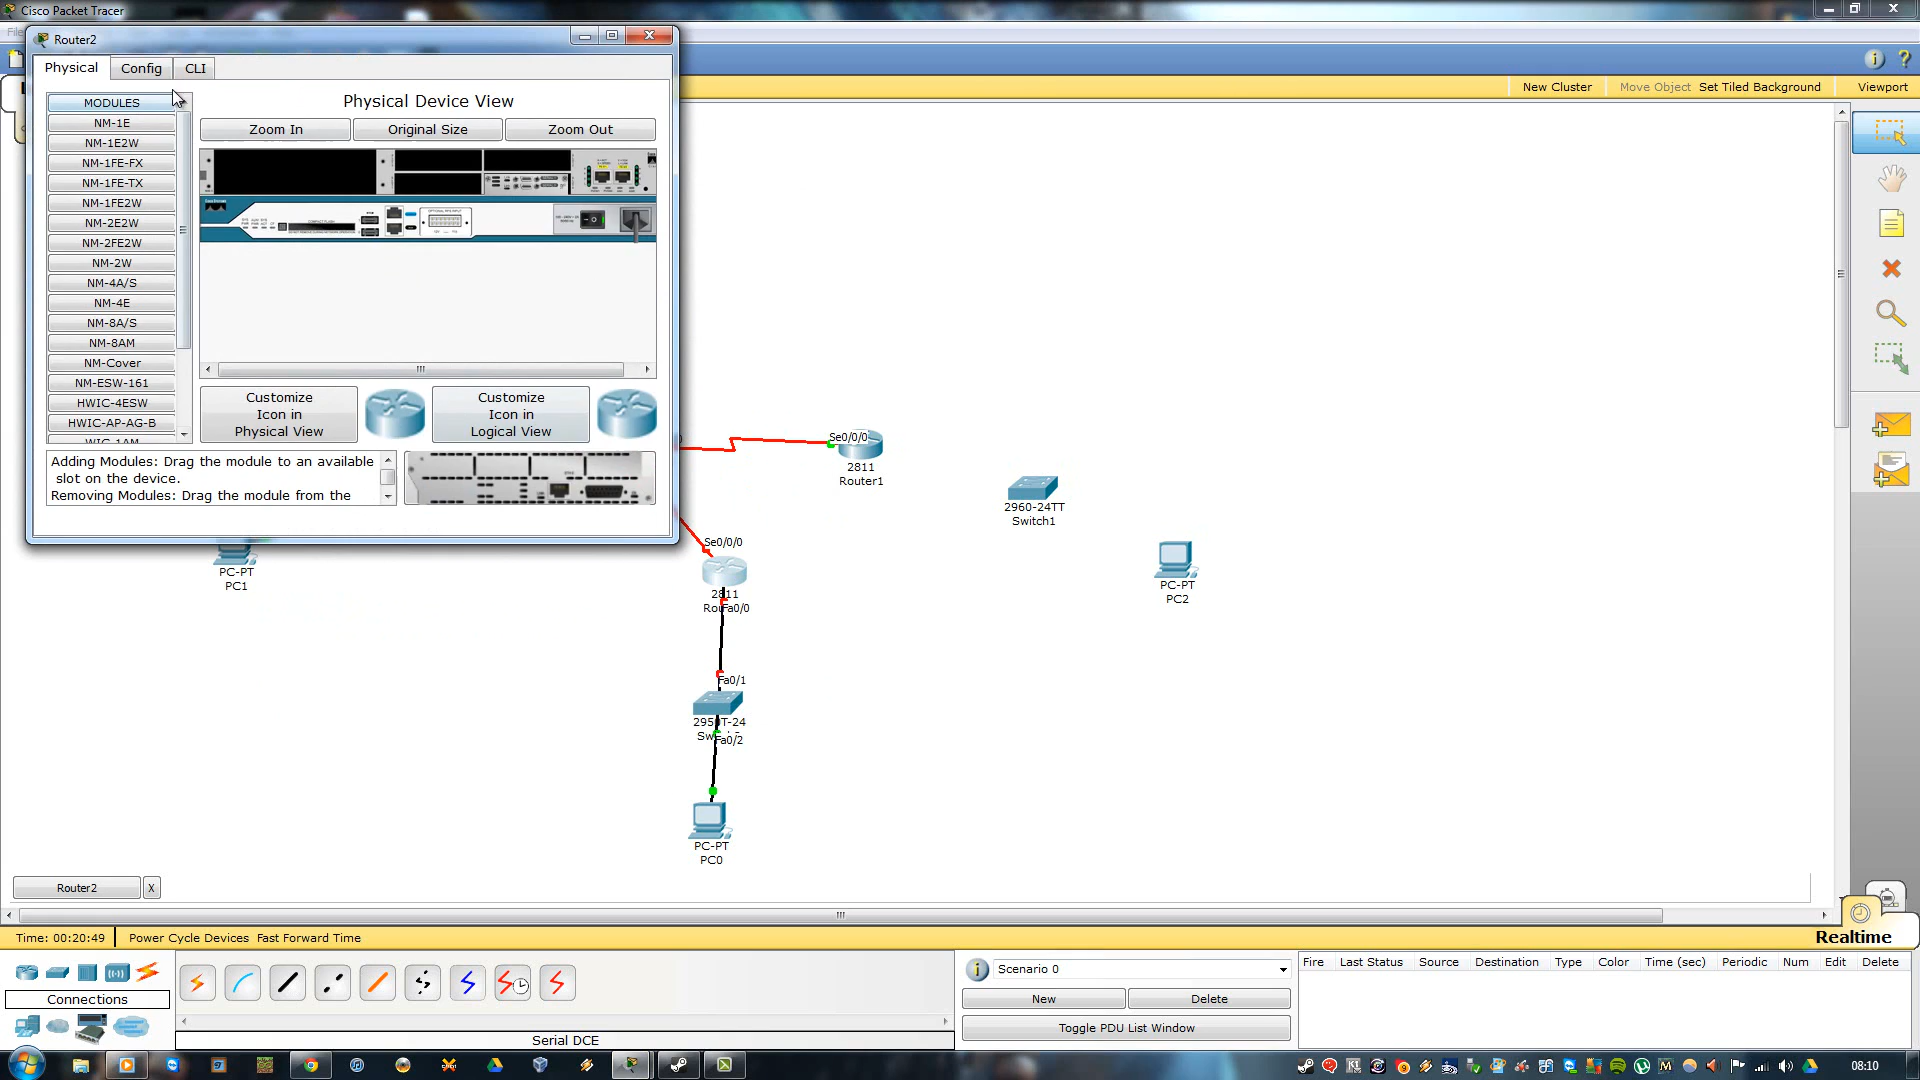 Cisco Packet Tracer
Router2
Physical
Config
CLI
New Cluster
Move Object
Set Tiled Background
Viewport
MODULES
NM-1E
NM-1E2W
NM-1FE-FX
NM-1FE-TX
NM-1FE2W
NM-2E2W
NM-2FE2W
NM-2W
NM-4A/S
NM-4E
NM-8A/S
NM-8AM
NM-Cover
NM-ESW-161
HWIC-4ESW
HWIC-AP-AG-B
WIC-1AM
Physical Device View
Zoom In
Original Size
Zoom Out
Customize
Icon in
Physical View
Customize
Icon in
Logical View
Adding Modules: Drag the module to an available
slot on the device.
Removing Modules: Drag the module from the
Se0/0/0
2811
Router1
2960-24TT
Switch1
PC-PT
PC2
PC-PT
PC1
Se0/0/0
2811
Fa0/0
Fa0/1
2950T-24
Fa0/2
PC-PT
PC0
Router2
X
Time: 00:20:49
Power Cycle Devices Fast Forward Time
Realtime
Connections
Serial DCE
Scenario 0
New
Delete
Toggle PDU List Window
Fire
Last Status
Source
Destination
Type
Color
Time (sec)
Periodic
Num
Edit
Delete
08:10